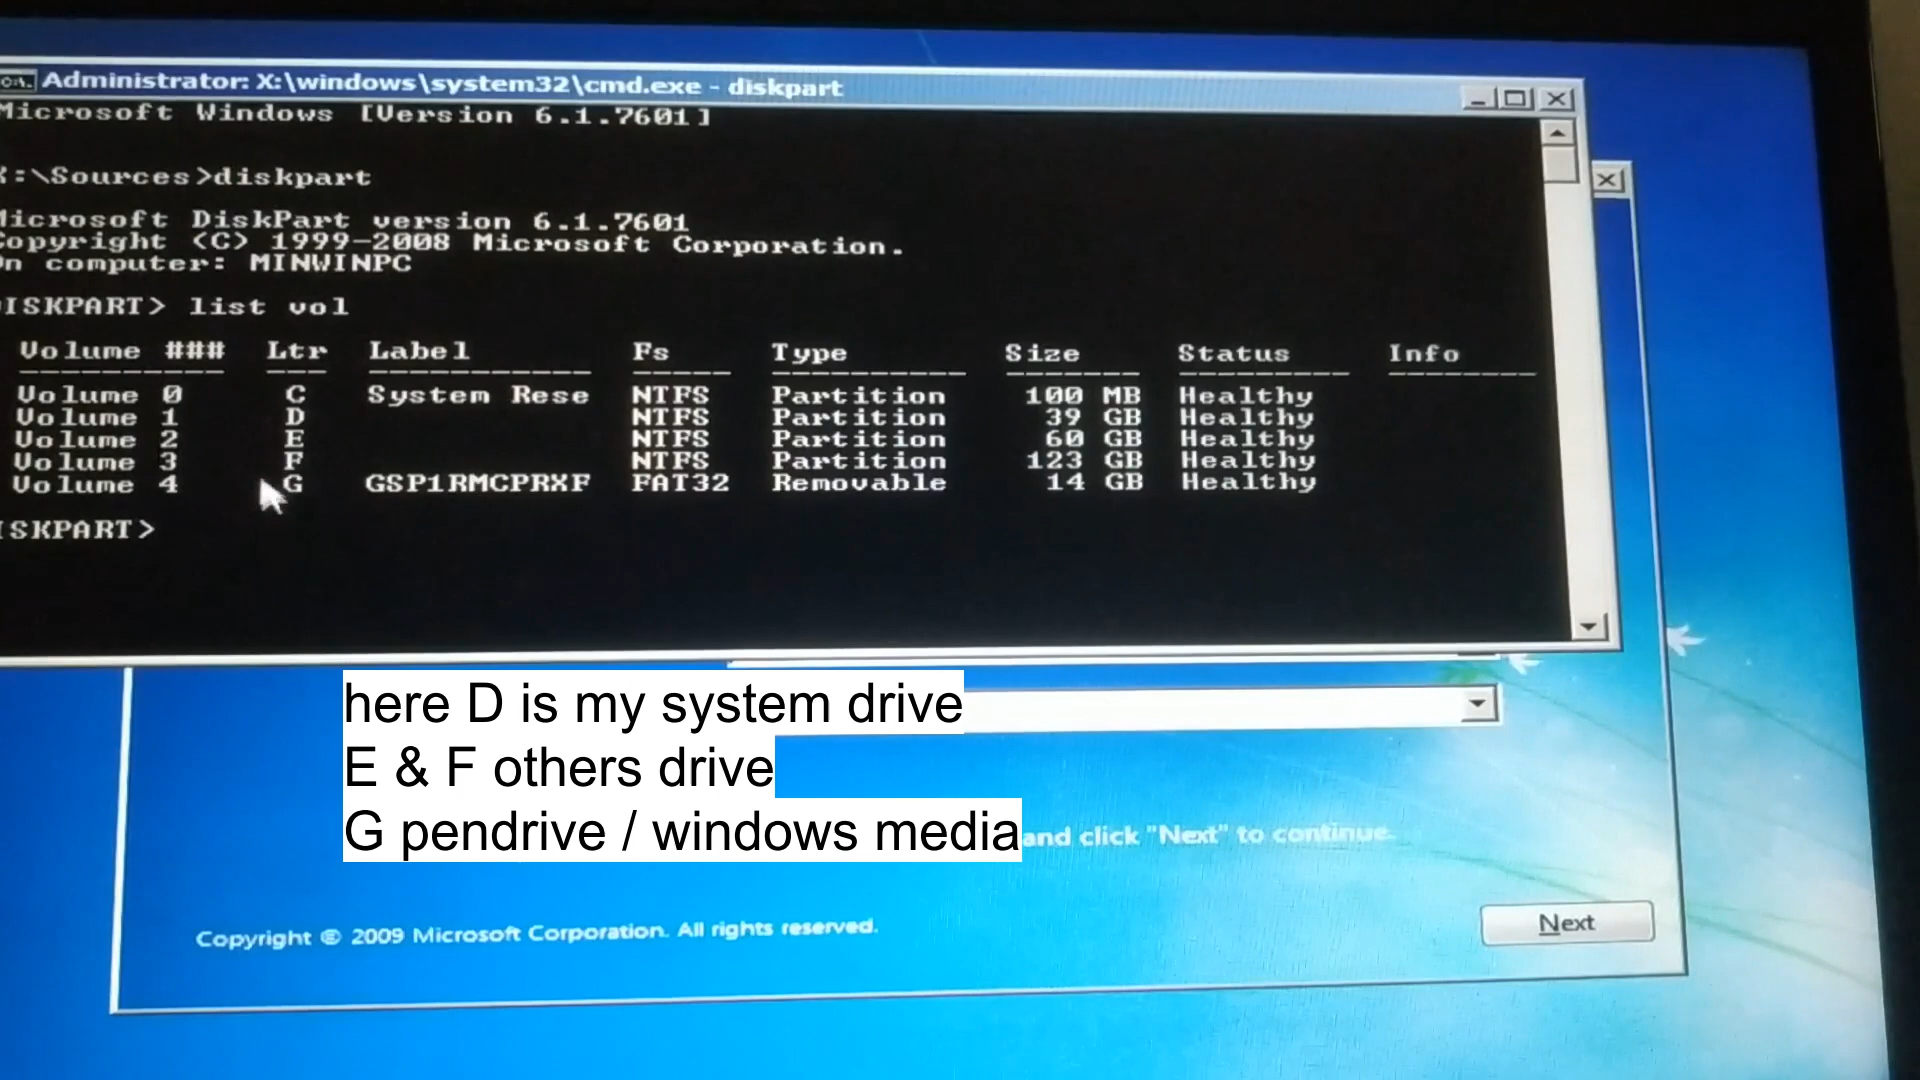 Administrator: X:\windows\system32\cmd.exe - diskpart
Microsoft Windows [Version 6.1.7601]
X:\Sources>diskpart
Microsoft DiskPart version 6.1.7601
Copyright (C) 1999-2008 Microsoft Corporation.
On computer: MINWINPC
DISKPART> list vol
Volume ### Ltr Label Fs Type Size Status Info
Volume 0 C System Rese NTFS Partition 100 MB Healthy
Volume 1 D NTFS Partition 39 GB Healthy
Volume 2 E NTFS Partition 60 GB Healthy
Volume 3 F NTFS Partition 123 GB Healthy
Volume 4 G GSP1RMCPRXF FAT32 Removable 14 GB Healthy
DISKPART>
here D is my system drive
E & F others drive
G pendrive / windows media
and click "Next" to continue.
Copyright © 2009 Microsoft Corporation. All rights reserved.
Next